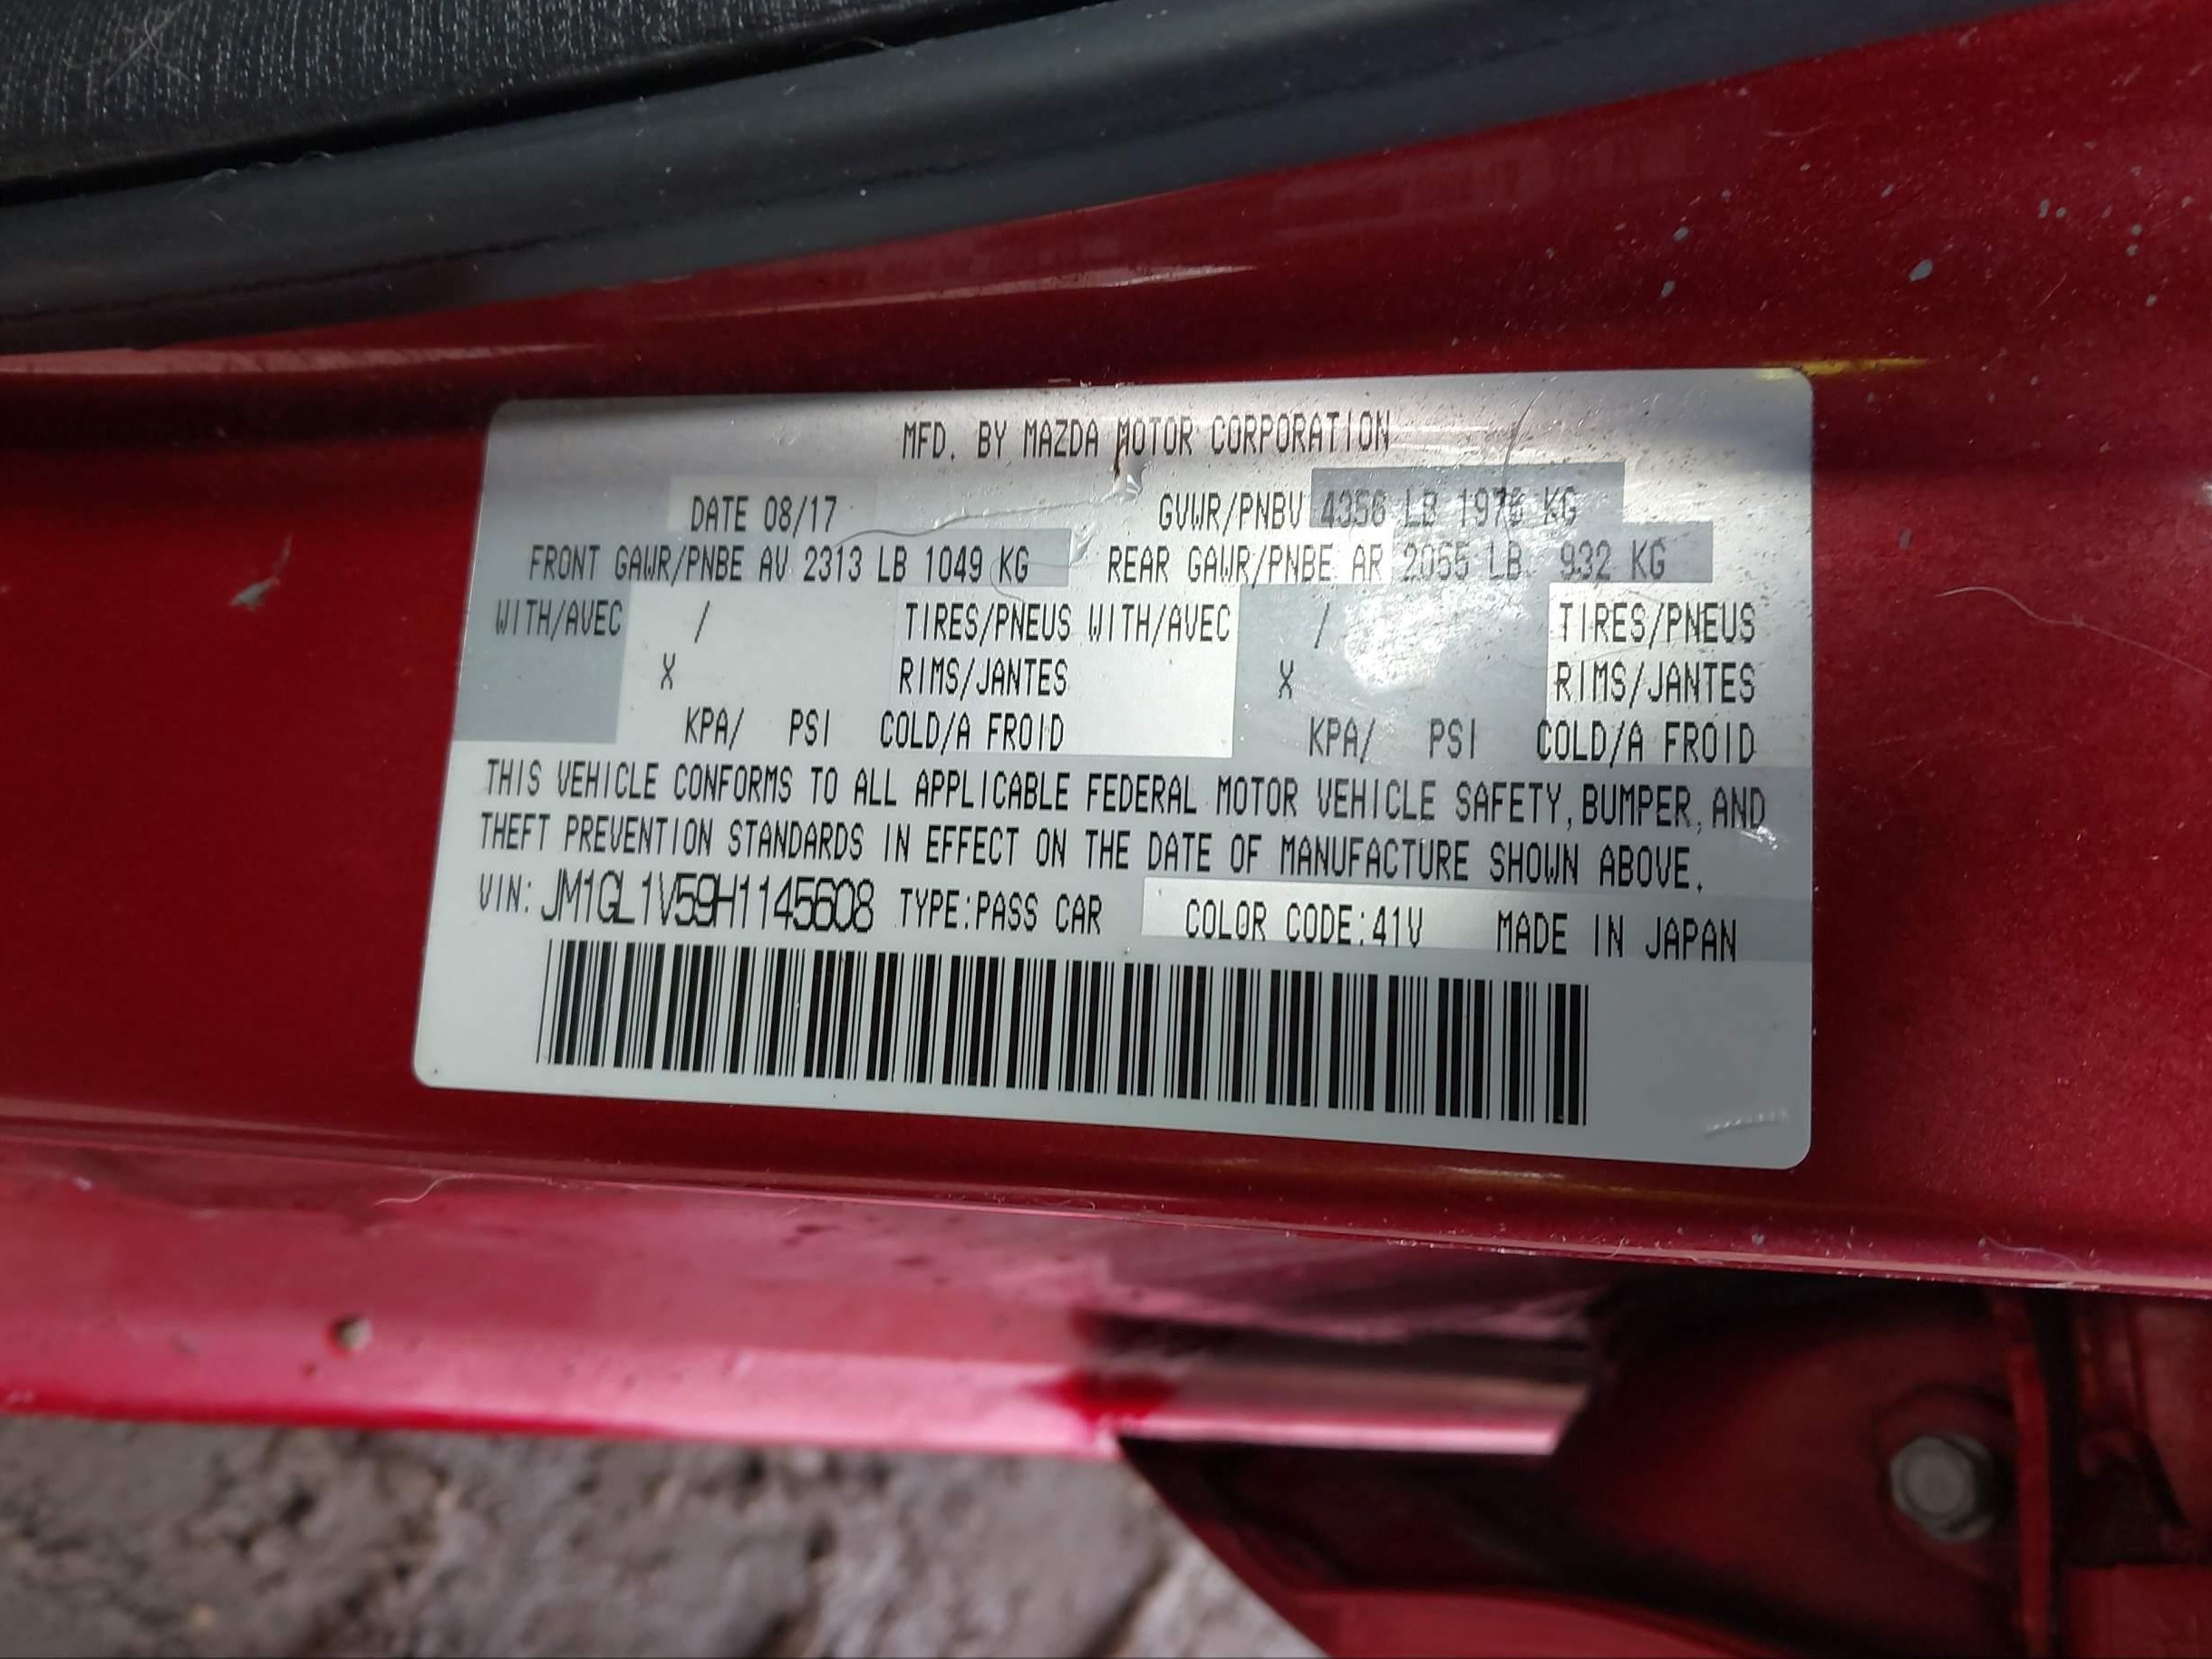 MFD. BY MAZDA MOTOR CORPORATION
DATE 08/17 GVWR/PNBV 4356 LB 1976 KG
FRONT GAWR/PNBE AV 2313 LB 1049 KG REAR GAWR/PNBE AR 2055 LB 932 KG
WITH/AVEC / TIRES/PNEUS WITH/AVEC / TIRES/PNEUS
X RIMS/JANTES X RIMS/JANTES
KPA/ PSI COLD/A FROID KPA/ PSI COLD/A FROID
THIS VEHICLE CONFORMS TO ALL APPLICABLE FEDERAL MOTOR VEHICLE SAFETY, BUMPER, AND
THEFT PREVENTION STANDARDS IN EFFECT ON THE DATE OF MANUFACTURE SHOWN ABOVE.
VIN: JM1GL1V59H1145608 TYPE:PASS CAR COLOR CODE:41V MADE IN JAPAN